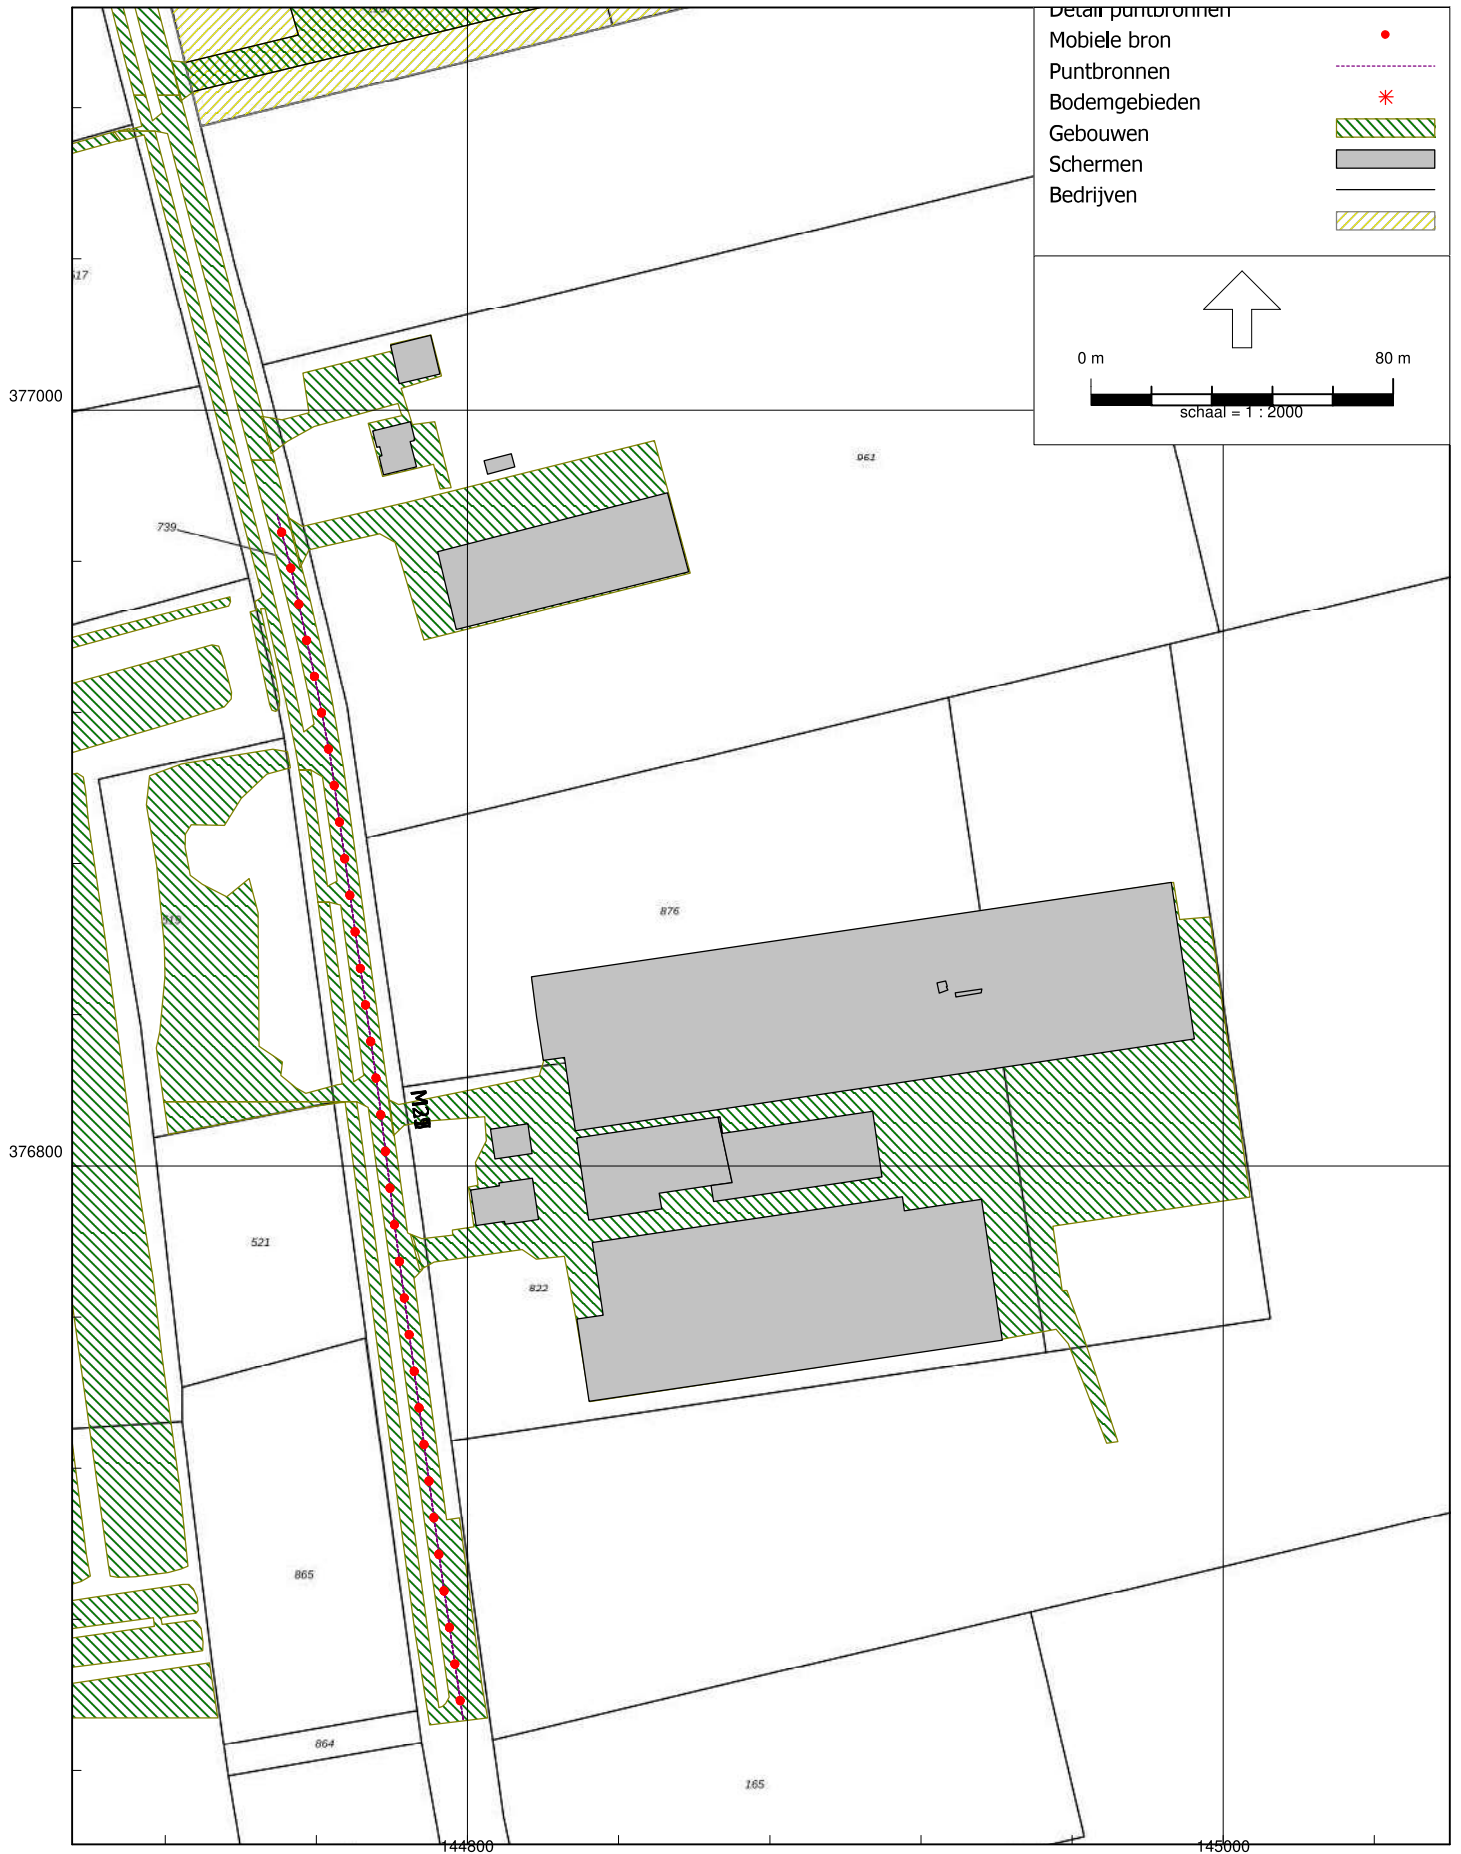 Detail puntbronnen
Mobiele bron
Puntbronnen
Bodemgebieden
Gebouwen
Schermen
Bedrijven
0 m
80 m
schaal = 1 : 2000
377000
961
739
876
519
376800
521
822
865
864
165
144800
145000